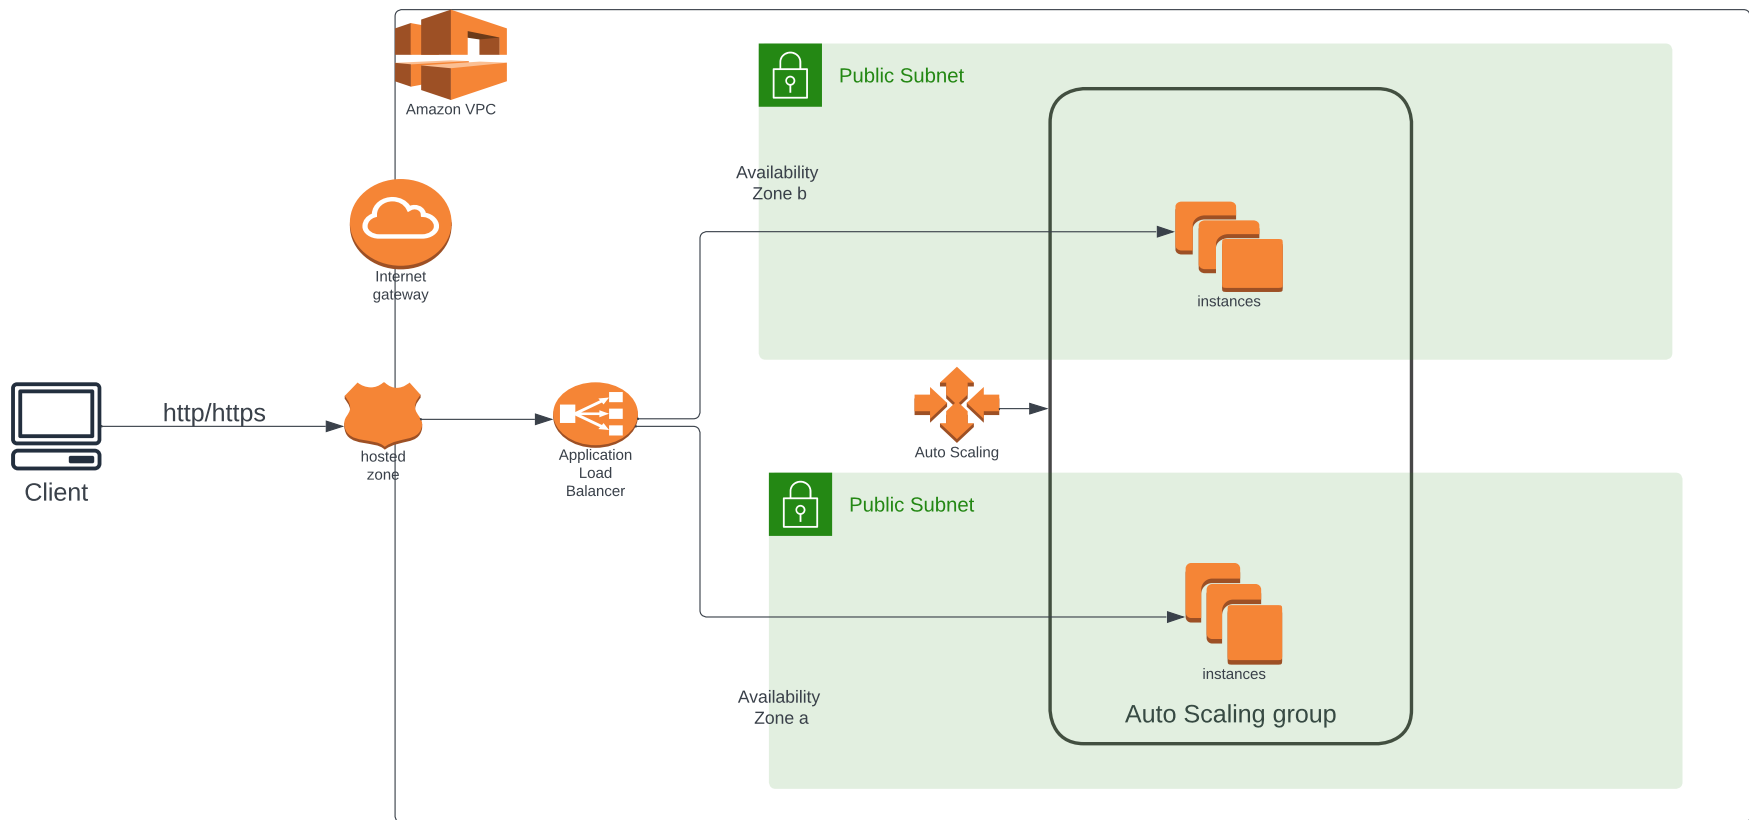 Amazon VPC
Public Subnet
Availability
Zone b
Internet
gateway
instances
http/https
Client
hosted
zone
Application
Load
Balancer
Auto Scaling
Public Subnet
instances
Availability
Zone a
Auto Scaling group